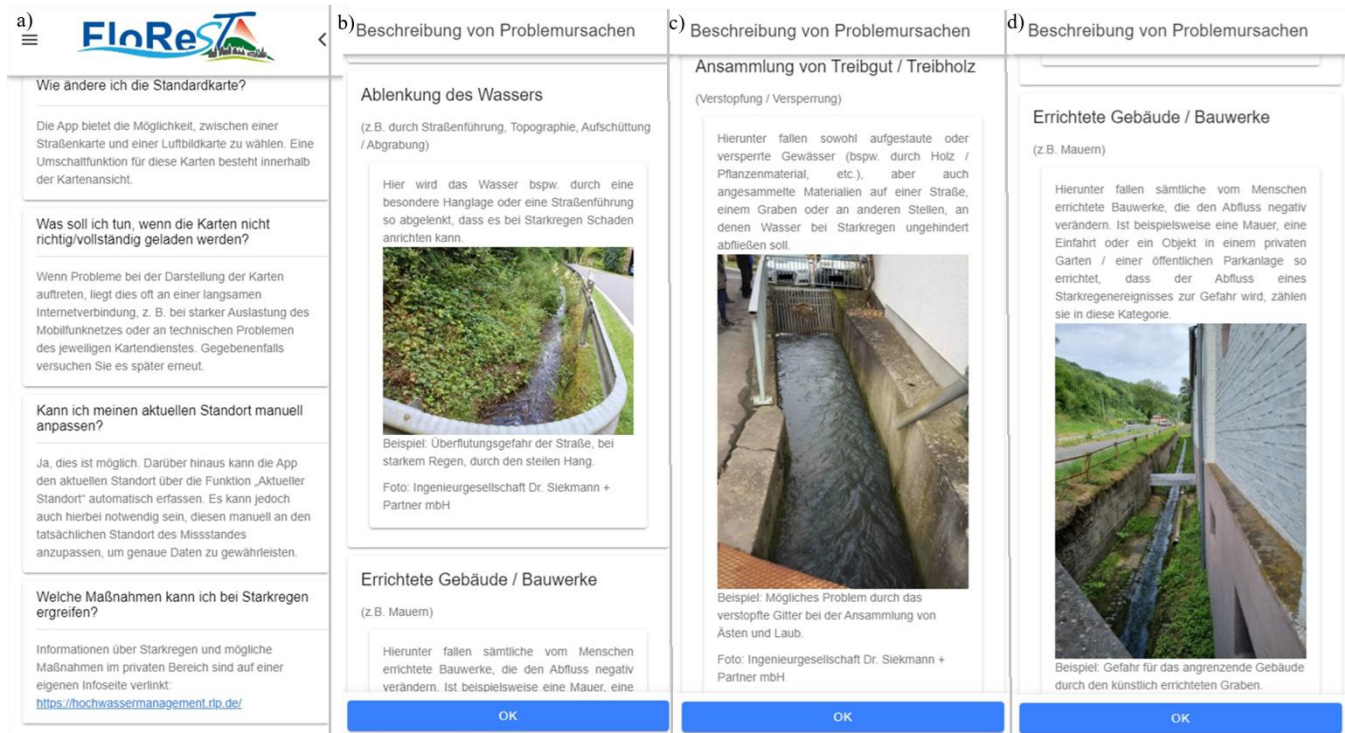 a)
FloReST
Wie ändere ich die Standardkarte?
Die App bietet die Möglichkeit, zwischen einer
Straßenkarte und einer Luftbildkarte zu wählen. Eine
Umschaltfunktion für diese Karten besteht innerhalb
der Kartenansicht.
Was soll ich tun, wenn die Karten nicht
richtig/vollständig geladen werden?
Wenn Probleme bei der Darstellung der Karten
auftreten, liegt dies oft an einer langsamen
Internetverbindung, z. B. bei starker Auslastung des
Mobilfunknetzes oder an technischen Problemen
des jeweiligen Kartendienstes. Gegebenenfalls
versuchen Sie es später erneut.
Kann ich meinen aktuellen Standort manuell
anpassen?
Ja, dies ist möglich. Darüber hinaus kann die App
den aktuellen Standort über die Funktion „Aktueller
Standort“ automatisch erfassen. Es kann jedoch
auch hierbei notwendig sein, diesen manuell an den
tatsächlichen Standort des Missstandes
anzupassen, um genaue Daten zu gewährleisten.
Welche Maßnahmen kann ich bei Starkregen
ergreifen?
Informationen über Starkregen und mögliche
Maßnahmen im privaten Bereich sind auf einer
eigenen Infoseite verlinkt:
https://hochwassermanagement.rlp.de/
b)
Beschreibung von Problemursachen
Ablenkung des Wassers
(z.B. durch Straßenführung, Topographie, Aufschüttung
/ Abgrabung)
Hier wird das Wasser bspw. durch eine
besondere Hanglage oder eine Straßenführung
so abgelenkt, dass es bei Starkregen Schaden
anrichten kann.
Beispiel: Überflutungsgefahr der Straße, bei
starkem Regen, durch den steilen Hang.
Foto: Ingenieurgesellschaft Dr. Siekmann +
Partner mbH
Errichtete Gebäude / Bauwerke
(z.B. Mauern)
Hierunter fallen sämtliche vom Menschen
errichtete Bauwerke, die den Abfluss negativ
verändern. Ist beispielsweise eine Mauer, eine
OK
c)
Beschreibung von Problemursachen
Ansammlung von Treibgut / Treibholz
(Verstopfung / Versperrung)
Hierunter fallen sowohl aufgestaute oder
versperrte Gewässer (bspw. durch Holz /
Pflanzenmaterial, etc.), aber auch
angesammelte Materialien auf einer Straße,
einem Graben oder an anderen Stellen, an
denen Wasser bei Starkregen ungehindert
abfließen soll.
Beispiel: Mögliches Problem durch das
verstopfte Gitter bei der Ansammlung von
Ästen und Laub.
Foto: Ingenieurgesellschaft Dr. Siekmann +
Partner mbH
OK
d)
Beschreibung von Problemursachen
Errichtete Gebäude / Bauwerke
(z.B. Mauern)
Hierunter fallen sämtliche vom Menschen
errichtete Bauwerke, die den Abfluss negativ
verändern. Ist beispielsweise eine Mauer, eine
Einfahrt oder ein Objekt in einem privaten
Garten / einer öffentlichen Parkanlage so
errichtet, dass der Abfluss eines
Starkregenereignisses zur Gefahr wird, zählen
sie in diese Kategorie.
Beispiel: Gefahr für das angrenzende Gebäude
durch den künstlich errichteten Graben.
OK